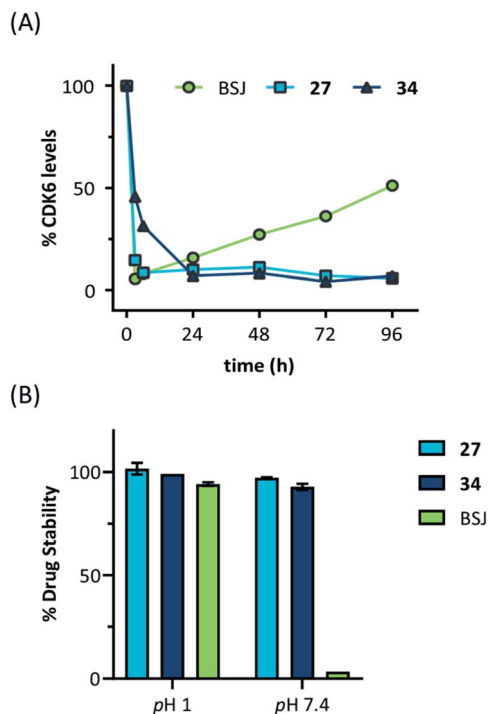 (A)
BSJ 27 34
100
50
0
% CDK6 levels
0 24 48 72 96
time (h)
(B)
27
34
BSJ
100
50
0
% Drug Stability
pH 1 pH 7.4